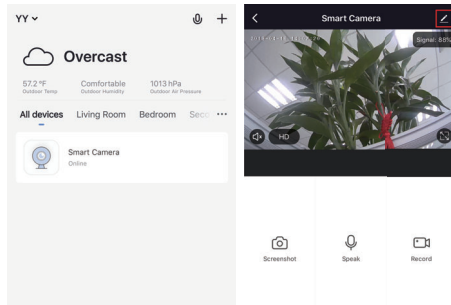 YY
Overcast
57.2 °F
Outdoor Temp
Comfortable
Outdoor Humidity
1013 hPa
Outdoor Air Pressure
All devices Living Room Bedroom Seco ...
Smart Camera
Online
Smart Camera
Signal: 88%
HD
Screenshot
Speak
Record